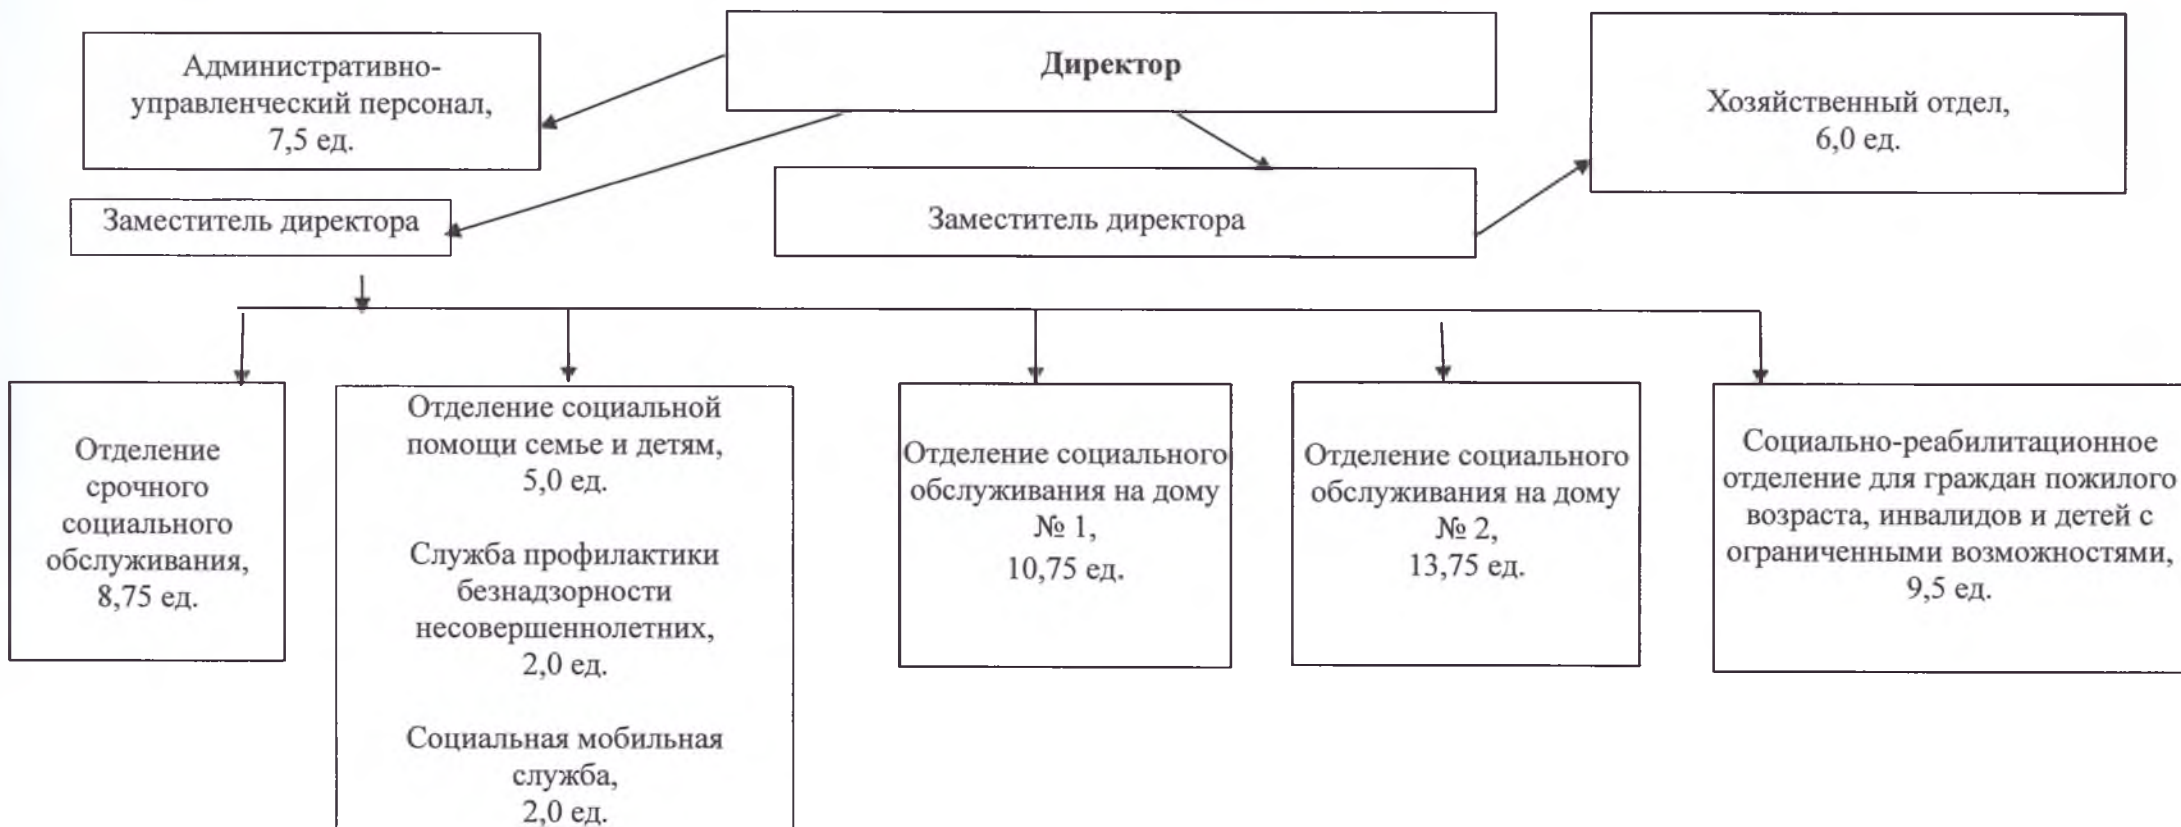 Директор
Административно-
управленческий персонал,
7,5 ед.
Хозяйственный отдел,
6,0 ед.
Заместитель директора
Заместитель директора
Отделение
срочного
социального
обслуживания,
8,75 ед.
Отделение социальной
помощи семье и детям,
5,0 ед.
Служба профилактики
безнадзорности
несовершеннолетних,
2,0 ед.
Социальная мобильная
служба,
2,0 ед.
Отделение социального
обслуживания на дому
№ 1,
10,75 ед.
Отделение социального
обслуживания на дому
№ 2,
13,75 ед.
Социально-реабилитационное
отделение для граждан пожилого
возраста, инвалидов и детей с
ограниченными возможностями,
9,5 ед.